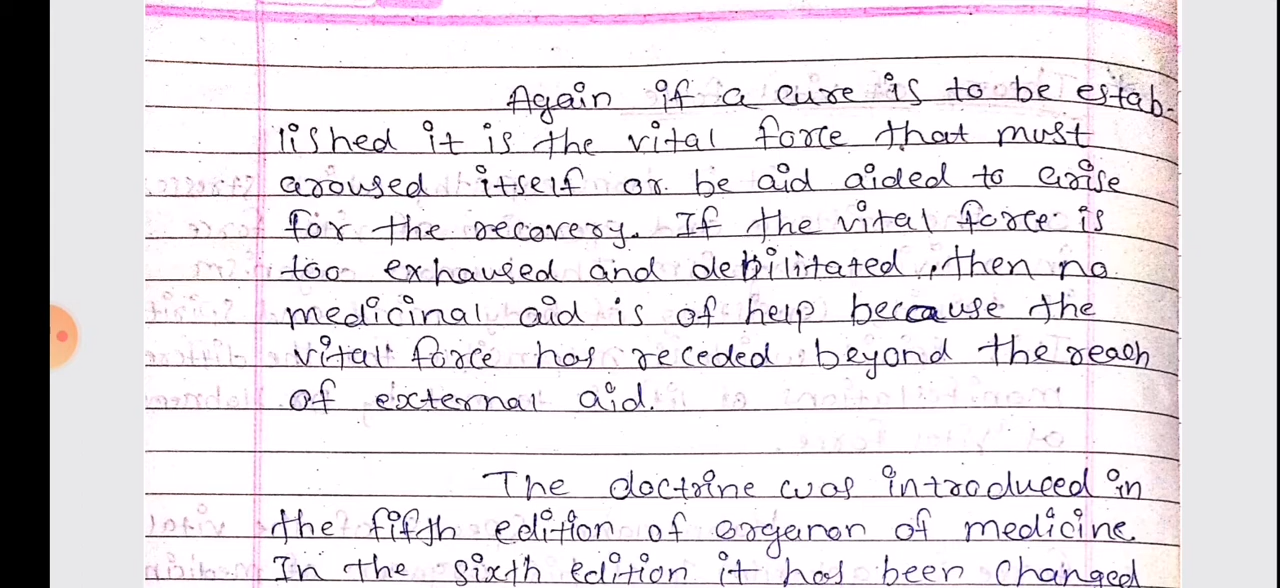 Again if a cure is to be estab-
lished it is the vital force that must
aroused itself or be aid aided to arise
for the recovery. If the vital force is
too exhaused and debilitated, then no
medicinal aid is of help because the
vital force has receded beyond the reach
of external aid.
The doctrine was introduced in
the fifth edition of organon of medicine.
In the sixth edition it has been changed